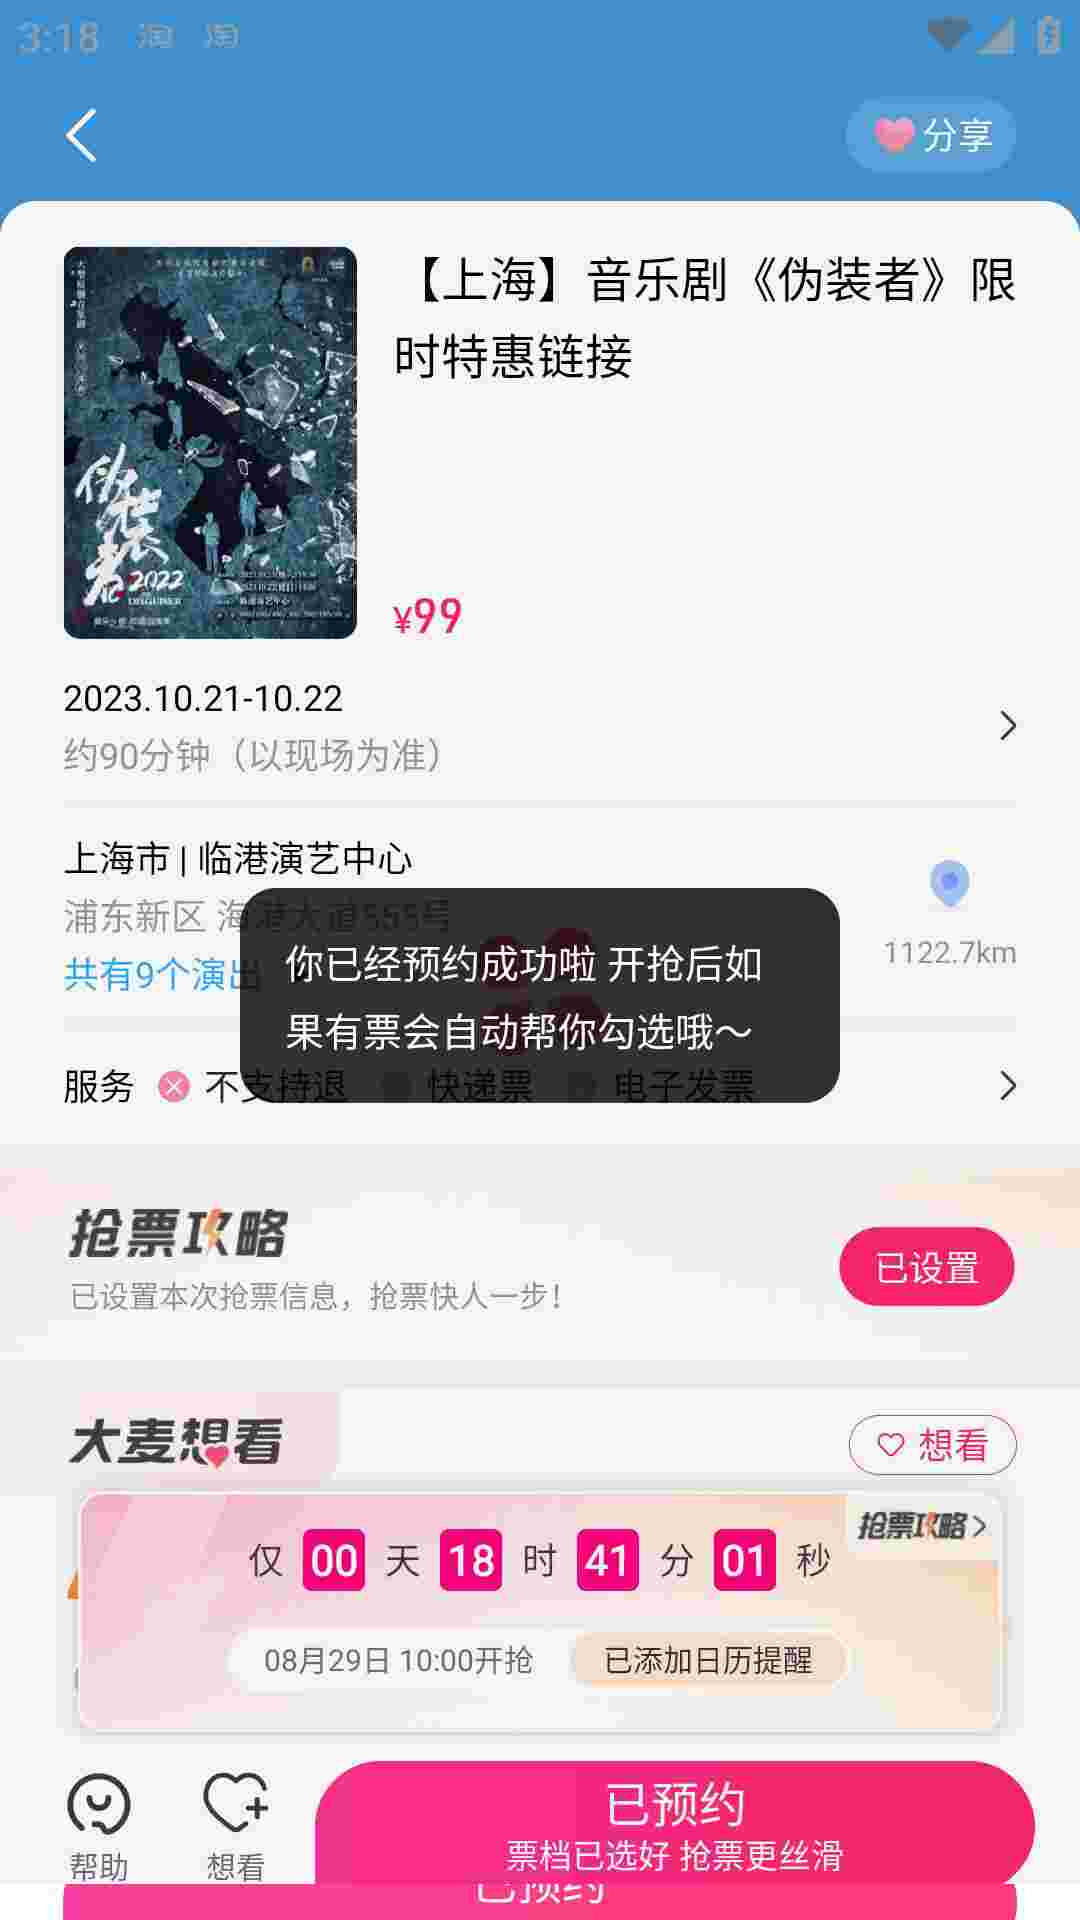 3:18 淘 淘
分享
【上海】音乐剧《伪装者》限
时特惠链接
伪装者
2022
¥99
2023.10.21-10.22
约90分钟（以现场为准）
上海市 | 临港演艺中心
浦东新区 海港大道555号
1122.7km
共有9个演出
你已经预约成功啦 开抢后如
果有票会自动帮你勾选哦～
服务 不支持退 快递票 电子发票
抢票攻略
已设置本次抢票信息，抢票快人一步！
已设置
大麦想看
想看
抢票攻略
仅 00 天 18 时 41 分 01 秒
08月29日 10:00开抢 已添加日历提醒
帮助
想看
已预约
票档已选好 抢票更丝滑
已预约